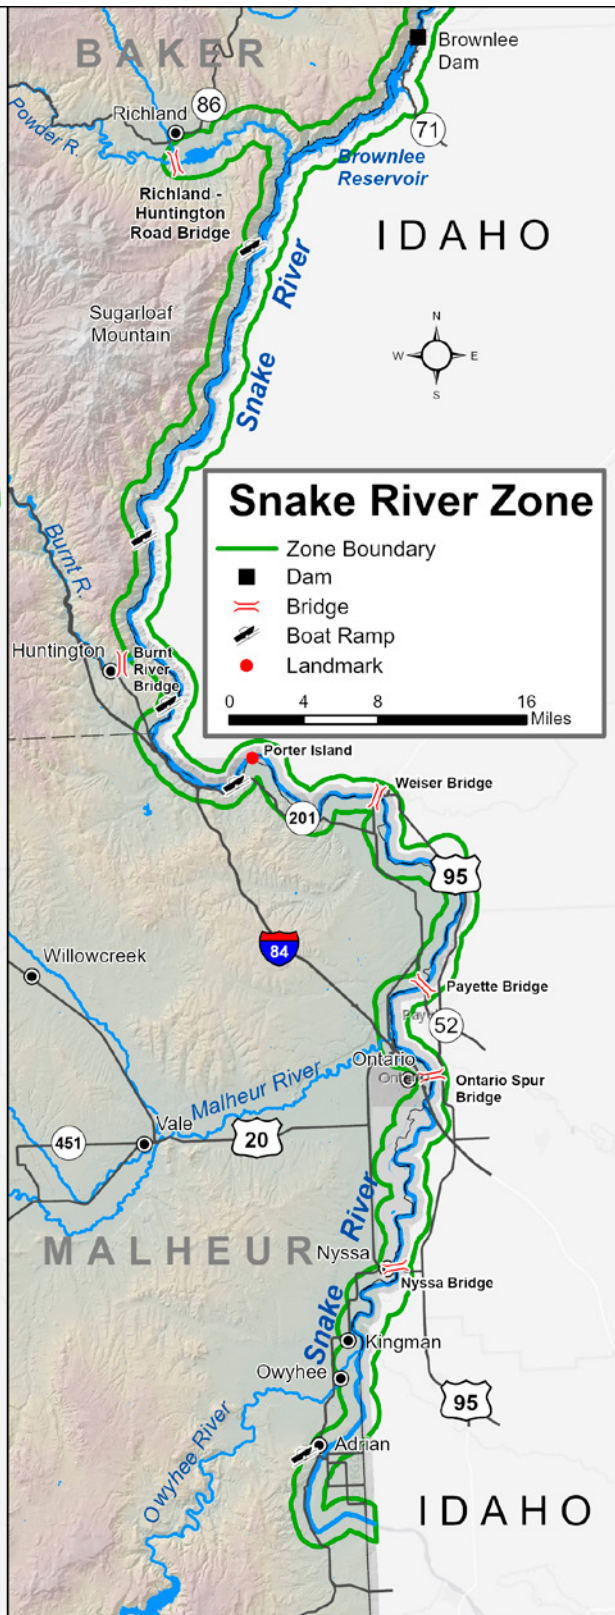 BAKER
Brownlee
Dam
86
Richland
Powder R.
71
Brownlee
Reservoir
Richland -
Huntington
Road Bridge
IDAHO
River
Snake
Sugarloaf
Mountain
N
W
E
S
Snake River Zone
Zone Boundary
Dam
Bridge
Boat Ramp
Landmark
0 4 8 16
Miles
Burnt R.
Huntington
Burnt
River
Bridge
Porter Island
Weiser Bridge
201
95
84
Willowcreek
Payette Bridge
52
Ontario
Ontario Spur
Bridge
Malheur River
Vale
451
20
River
Snake
MALHEUR
Nyssa
Nyssa Bridge
Kingman
Owyhee
95
Owyhee River
Adrian
IDAHO